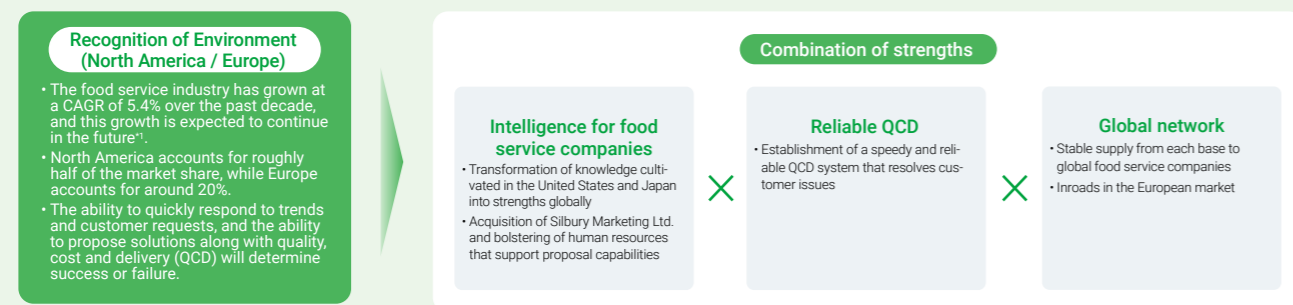 Recognition of Environment
(North America / Europe)
• The food service industry has grown at
a CAGR of 5.4% over the past decade,
and this growth is expected to continue
in the future*1.
• North America accounts for roughly
half of the market share, while Europe
accounts for around 20%.
• The ability to quickly respond to trends
and customer requests, and the ability
to propose solutions along with quality,
cost and delivery (QCD) will determine
success or failure.
Combination of strengths
Intelligence for food
service companies
• Transformation of knowledge culti-
vated in the United States and Japan
into strengths globally
• Acquisition of Silbury Marketing Ltd.
and bolstering of human resources
that support proposal capabilities
Reliable QCD
• Establishment of a speedy and reli-
able QCD system that resolves cus-
tomer issues
Global network
• Stable supply from each base to
global food service companies
• Inroads in the European market